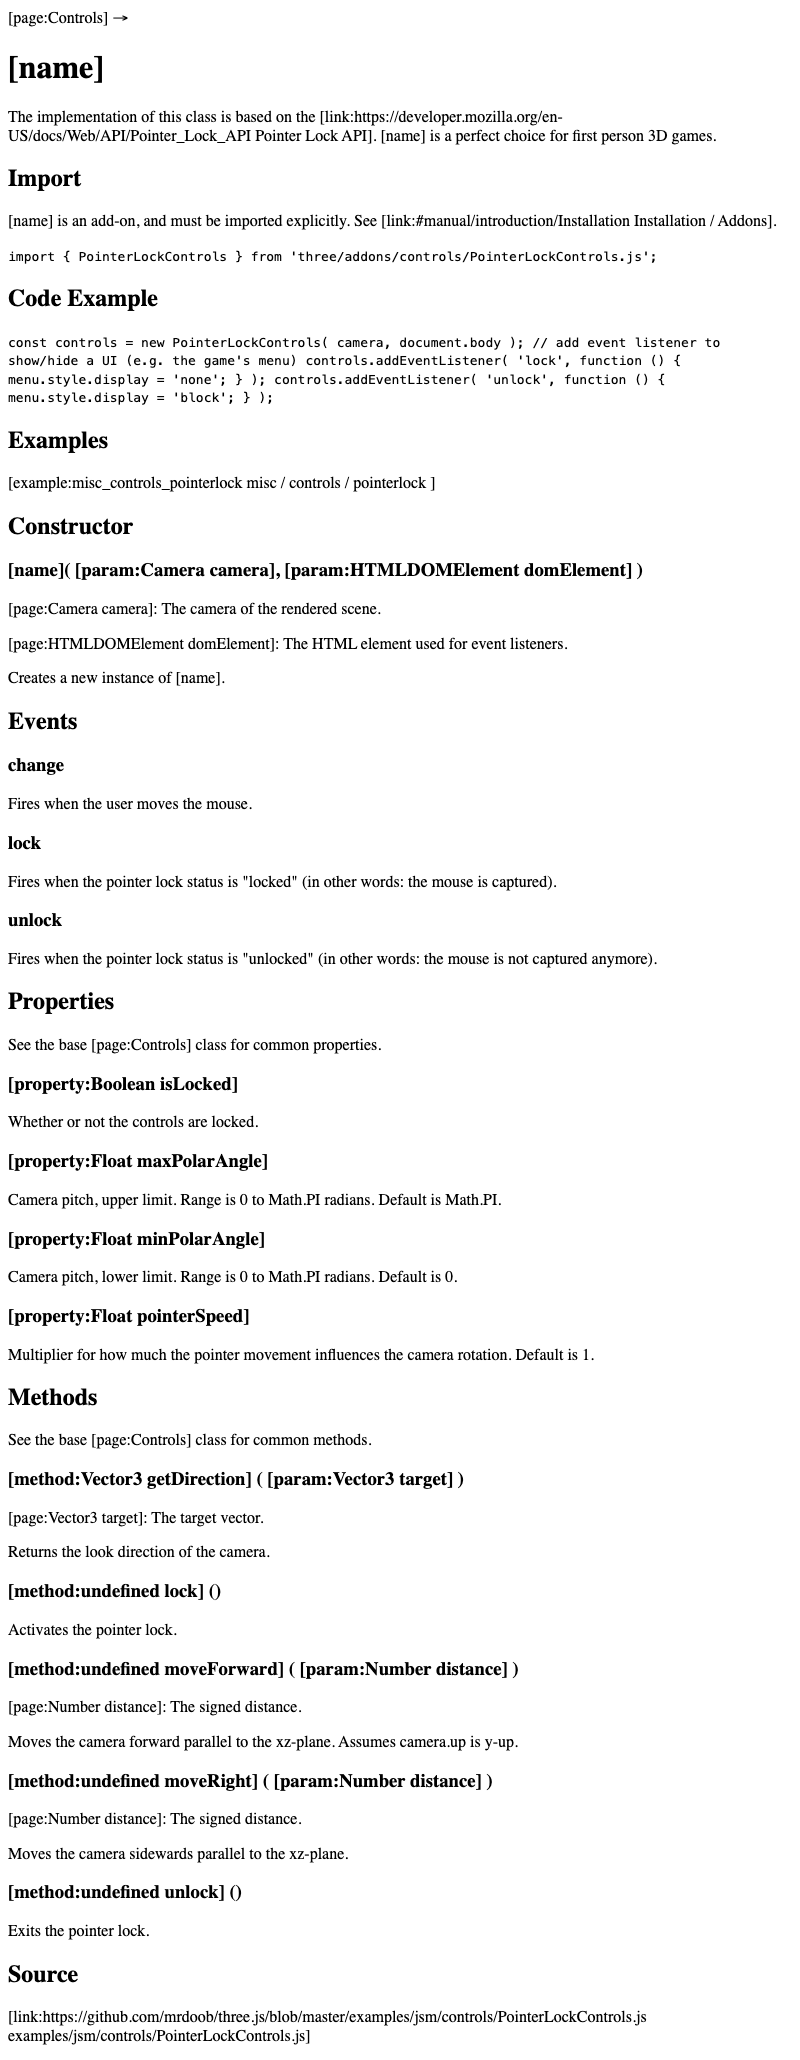 [page:Controls] →
[name]
The implementation of this class is based on the [link:https://developer.mozilla.org/en-
US/docs/Web/API/Pointer_Lock_API Pointer Lock API]. [name] is a perfect choice for first person 3D games.
Import
[name] is an add-on, and must be imported explicitly. See [link:#manual/introduction/Installation Installation / Addons].
import { PointerLockControls } from 'three/addons/controls/PointerLockControls.js';
Code Example
const controls = new PointerLockControls( camera, document.body ); // add event listener to
show/hide a UI (e.g. the game's menu) controls.addEventListener( 'lock', function () {
menu.style.display = 'none'; } ); controls.addEventListener( 'unlock', function () {
menu.style.display = 'block'; } );
Examples
[example:misc_controls_pointerlock misc / controls / pointerlock ]
Constructor
[name]( [param:Camera camera], [param:HTMLDOMElement domElement] )
[page:Camera camera]: The camera of the rendered scene.
[page:HTMLDOMElement domElement]: The HTML element used for event listeners.
Creates a new instance of [name].
Events
change
Fires when the user moves the mouse.
lock
Fires when the pointer lock status is "locked" (in other words: the mouse is captured).
unlock
Fires when the pointer lock status is "unlocked" (in other words: the mouse is not captured anymore).
Properties
See the base [page:Controls] class for common properties.
[property:Boolean isLocked]
Whether or not the controls are locked.
[property:Float maxPolarAngle]
Camera pitch, upper limit. Range is 0 to Math.PI radians. Default is Math.PI.
[property:Float minPolarAngle]
Camera pitch, lower limit. Range is 0 to Math.PI radians. Default is 0.
[property:Float pointerSpeed]
Multiplier for how much the pointer movement influences the camera rotation. Default is 1.
Methods
See the base [page:Controls] class for common methods.
[method:Vector3 getDirection] ( [param:Vector3 target] )
[page:Vector3 target]: The target vector.
Returns the look direction of the camera.
[method:undefined lock] ()
Activates the pointer lock.
[method:undefined moveForward] ( [param:Number distance] )
[page:Number distance]: The signed distance.
Moves the camera forward parallel to the xz-plane. Assumes camera.up is y-up.
[method:undefined moveRight] ( [param:Number distance] )
[page:Number distance]: The signed distance.
Moves the camera sidewards parallel to the xz-plane.
[method:undefined unlock] ()
Exits the pointer lock.
Source
[link:https://github.com/mrdoob/three.js/blob/master/examples/jsm/controls/PointerLockControls.js
examples/jsm/controls/PointerLockControls.js]